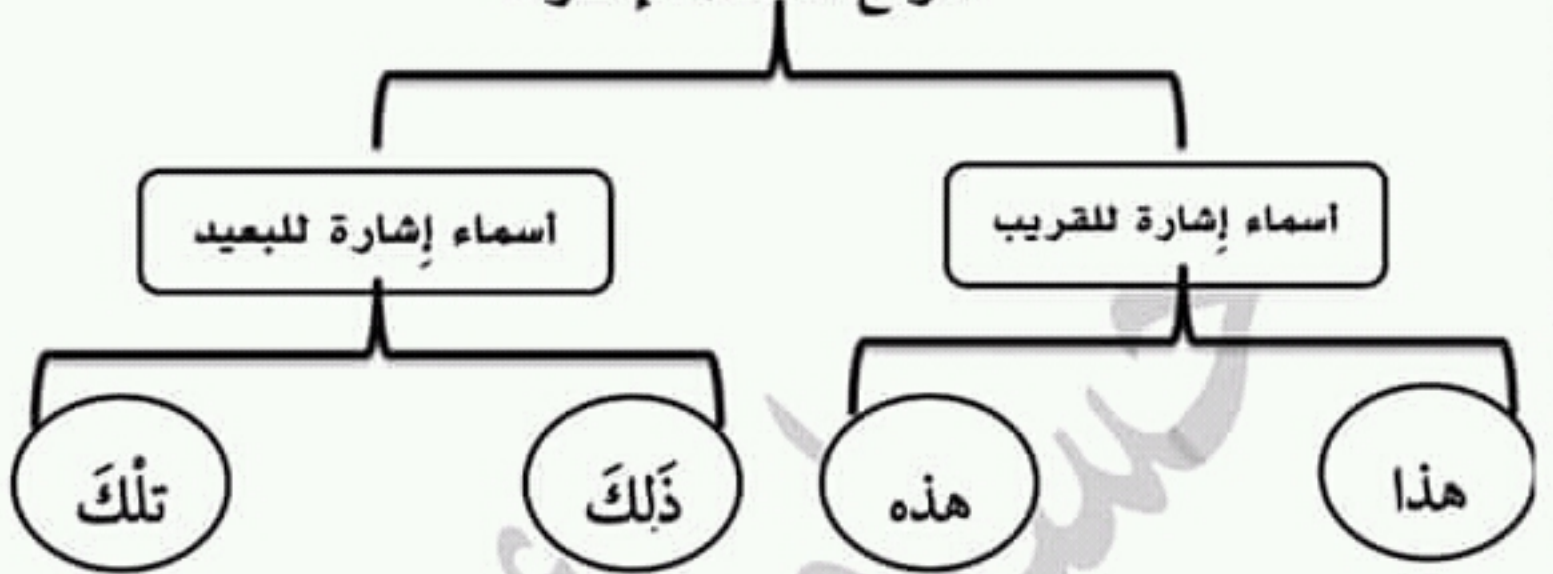 أسماء إِشارة للقريب
أسماء إِشارة للبعيد
هذا
هذه
ذَلِكَ
تلْكَ